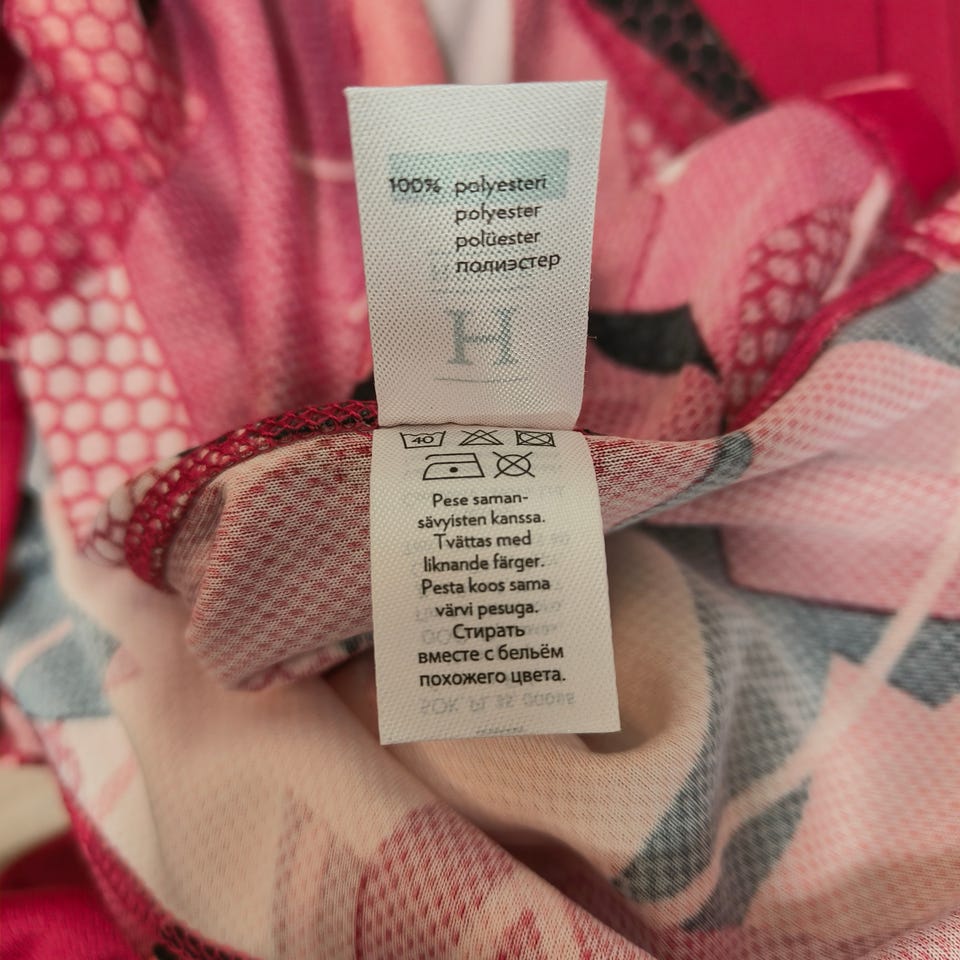 100% polyesteri
polyester
polüester
полиэстер
H
40
Pese saman-
sävyisten kanssa.
Tvättas med
liknande färger.
Pesta koos sama
värvi pesuga.
Стирать
вместе с бельём
похожего цвета.